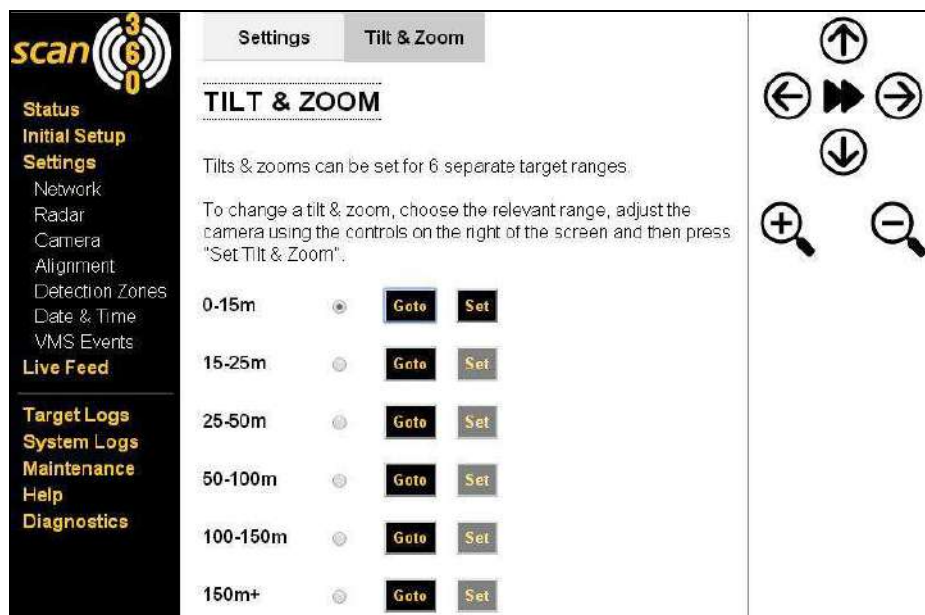 scan 360
Status
Initial Setup
Settings
Network
Radar
Camera
Alignment
Detection Zones
Date & Time
VMS Events
Live Feed
Target Logs
System Logs
Maintenance
Help
Diagnostics
Settings
Tilt & Zoom
TILT & ZOOM
Tilts & zooms can be set for 6 separate target ranges.
To change a tilt & zoom, choose the relevant range, adjust the
camera using the controls on the right of the screen and then press
"Set Tilt & Zoom".
0-15m Goto Set
15-25m Goto Set
25-50m Goto Set
50-100m Goto Set
100-150m Goto Set
150m+ Goto Set